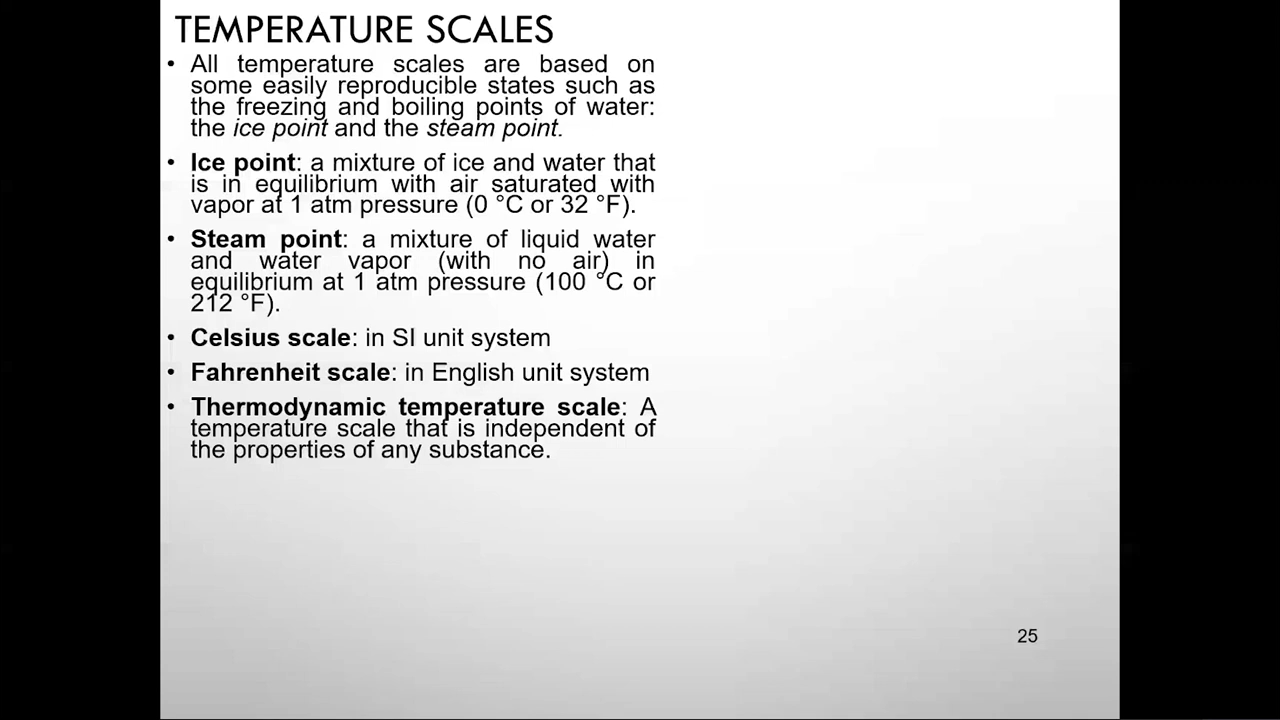 TEMPERATURE SCALES
• All temperature scales are based on
some easily reproducible states such as
the freezing and boiling points of water:
the ice point and the steam point.
• Ice point: a mixture of ice and water that
is in equilibrium with air saturated with
vapor at 1 atm pressure (0 °C or 32 °F).
• Steam point: a mixture of liquid water
and water vapor (with no air) in
equilibrium at 1 atm pressure (100 °C or
212 °F).
• Celsius scale: in SI unit system
• Fahrenheit scale: in English unit system
• Thermodynamic temperature scale: A
temperature scale that is independent of
the properties of any substance.
25